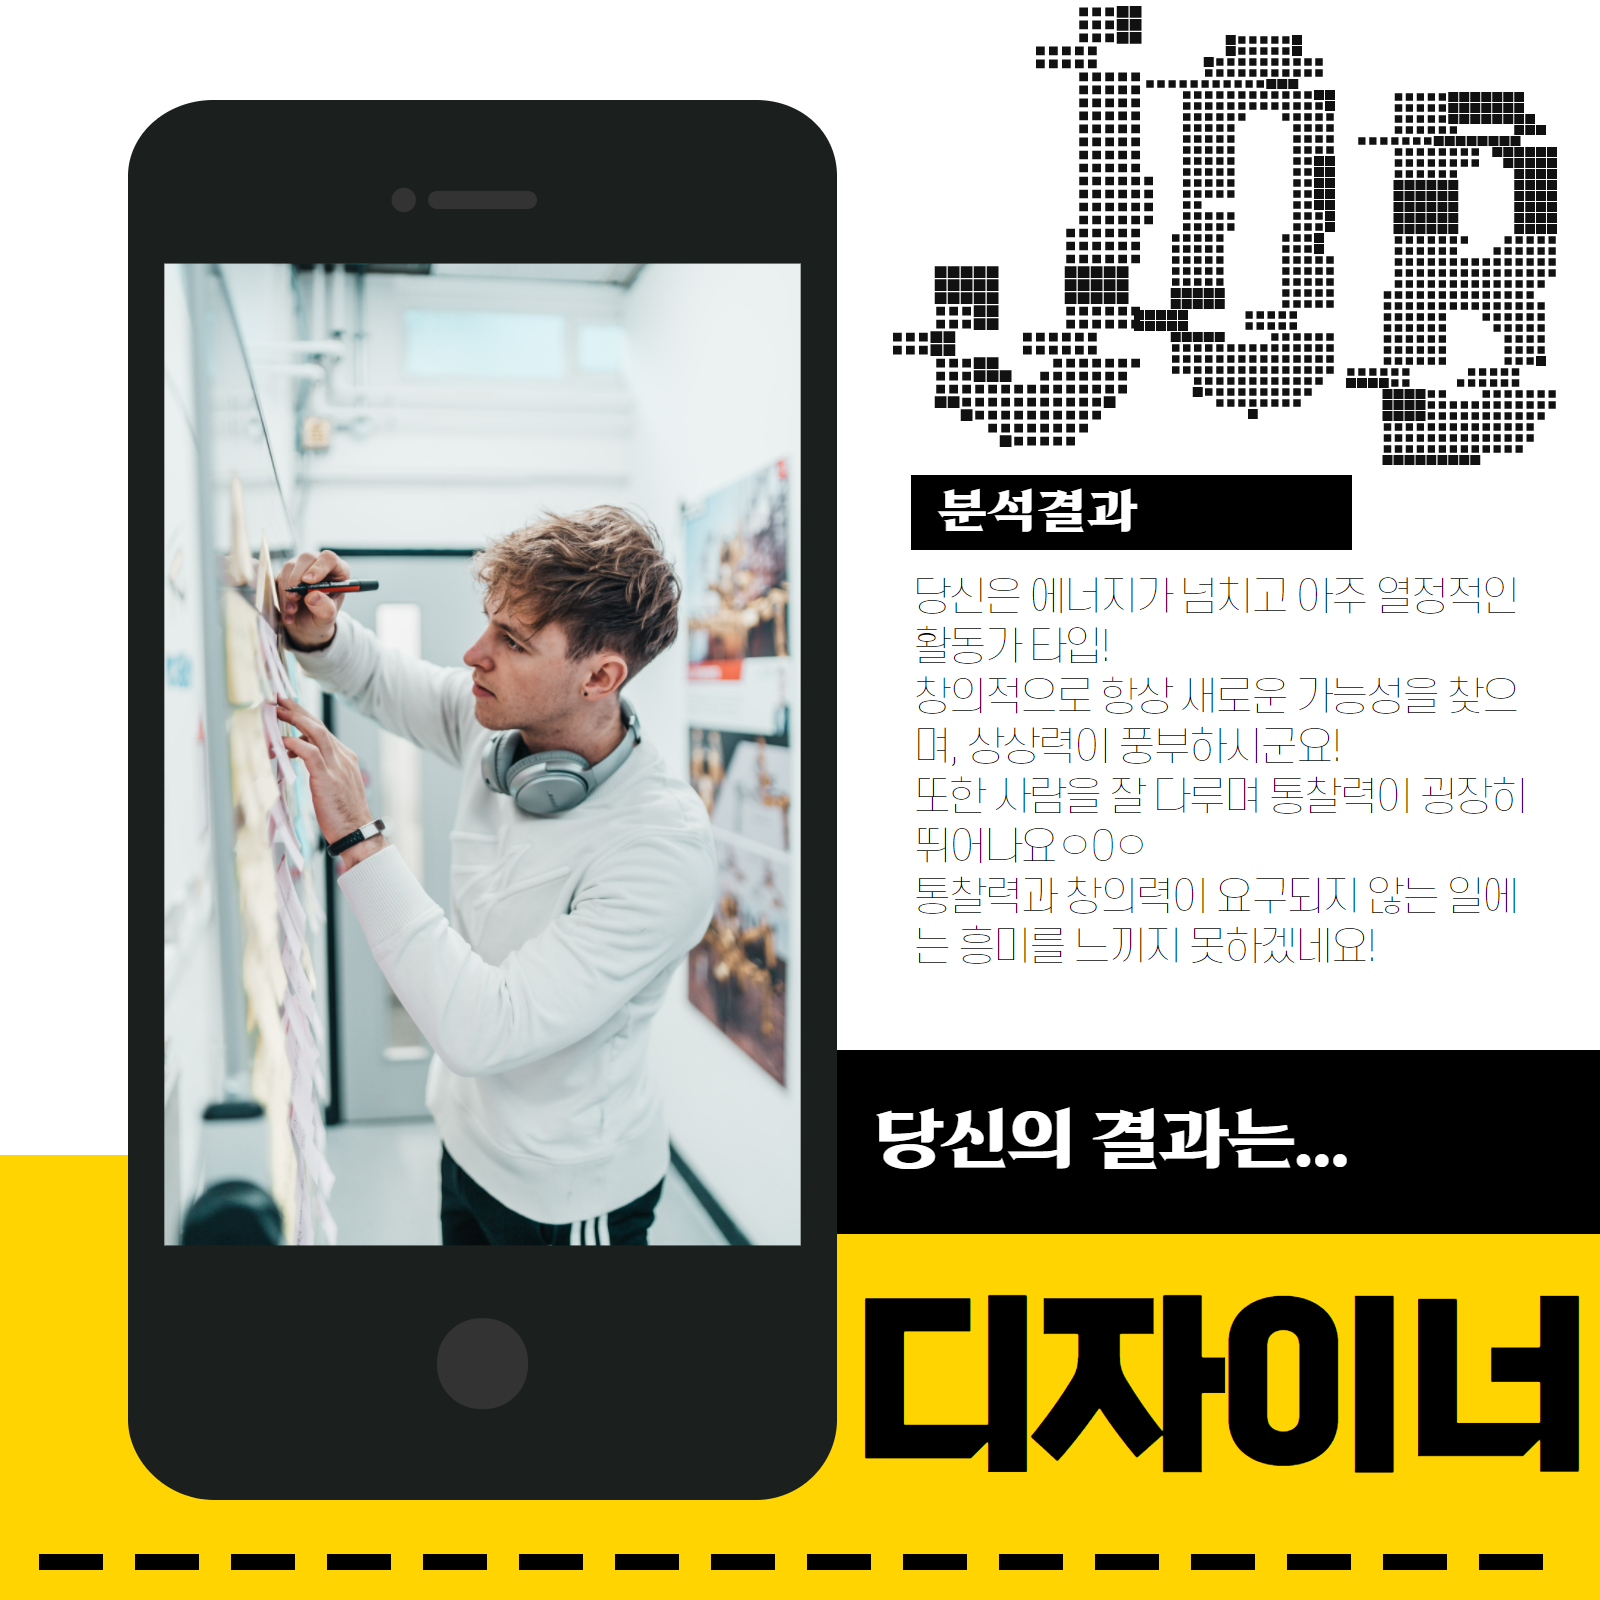 JOB
분석결과
당신은 에너지가 넘치고 아주 열정적인
활동가 타입!
창의적으로 항상 새로운 가능성을 찾으
며, 상상력이 풍부하시군요!
또한 사람을 잘 다루며 통찰력이 굉장히
뛰어나요ㅇ0ㅇ
통찰력과 창의력이 요구되지 않는 일에
는 흥미를 느끼지 못하겠네요!
당신의 결과는...
디자이너